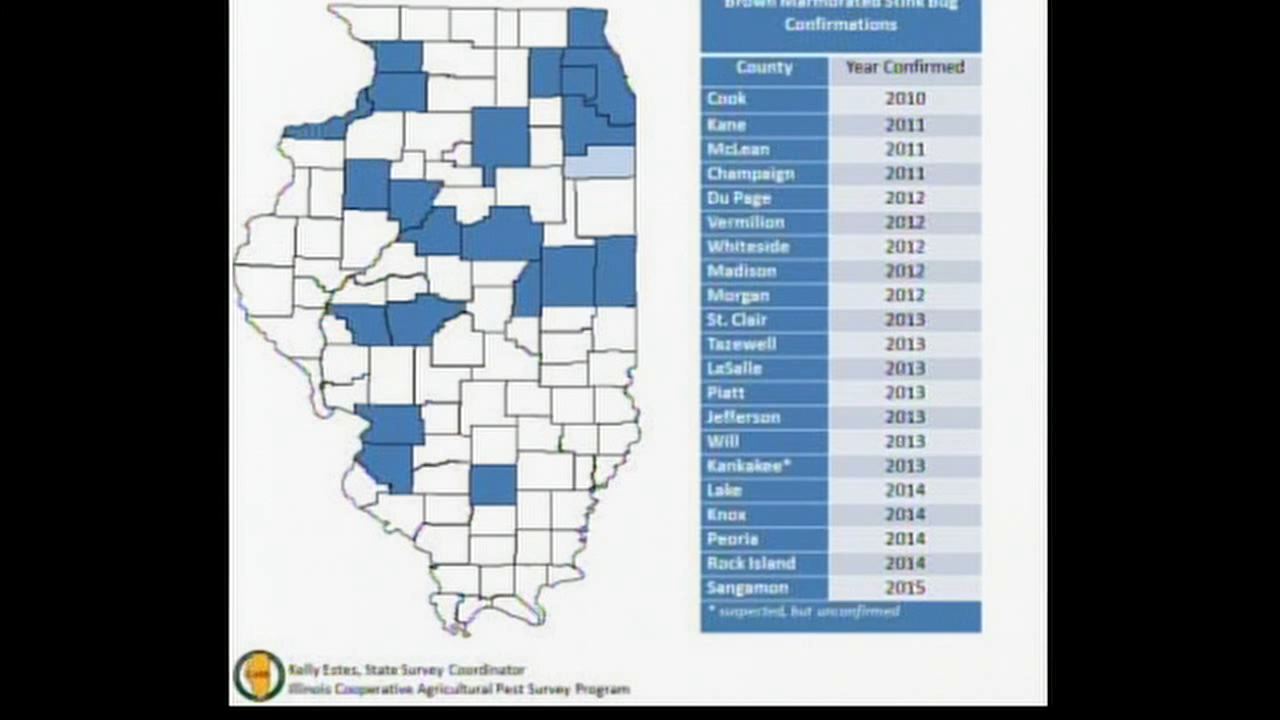 Brown Marmorated Stink Bug
Confirmations
County Year Confirmed
Cook 2010
Kane 2011
McLean 2011
Champaign 2011
Du Page 2012
Vermilion 2012
Whiteside 2012
Madison 2012
Morgan 2012
St. Clair 2013
Tazewell 2013
LaSalle 2013
Piatt 2013
Jefferson 2013
Will 2013
Kankakee* 2013
Lake 2014
Knox 2014
Peoria 2014
Rock Island 2014
Sangamon 2015
* suspected, but unconfirmed
Kelly Estes, State Survey Coordinator
Illinois Cooperative Agricultural Pest Survey Program